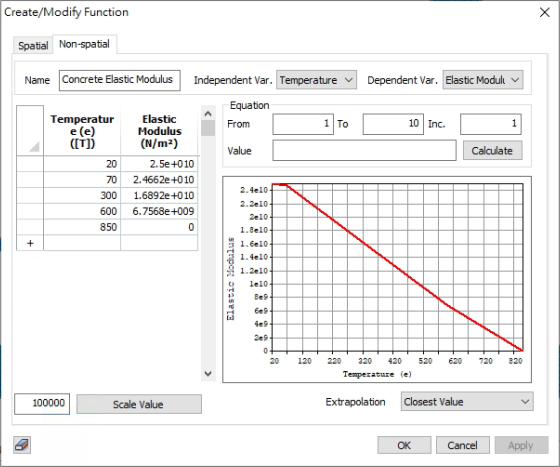 Create/Modify Function
Spatial Non-spatial
Name Concrete Elastic Modulus Independent Var. Temperature Dependent Var. Elastic Modulu
Temperatur
e (e)
([T])
Elastic
Modulus
(N/m²)
20 2.5e+010
70 2.4662e+010
300 1.6892e+010
600 6.7568e+009
850 0
+
Equation
From 1 To 10 Inc. 1
Value Calculate
Elastic Modulus
2.4e10
2.2e10
2e10
1.8e10
1.6e10
1.4e10
1.2e10
1e10
8e9
6e9
4e9
2e9
0
20 120 220 320 420 520 620 720 820
Temperature (e)
100000 Scale Value
Extrapolation Closest Value
OK Cancel Apply